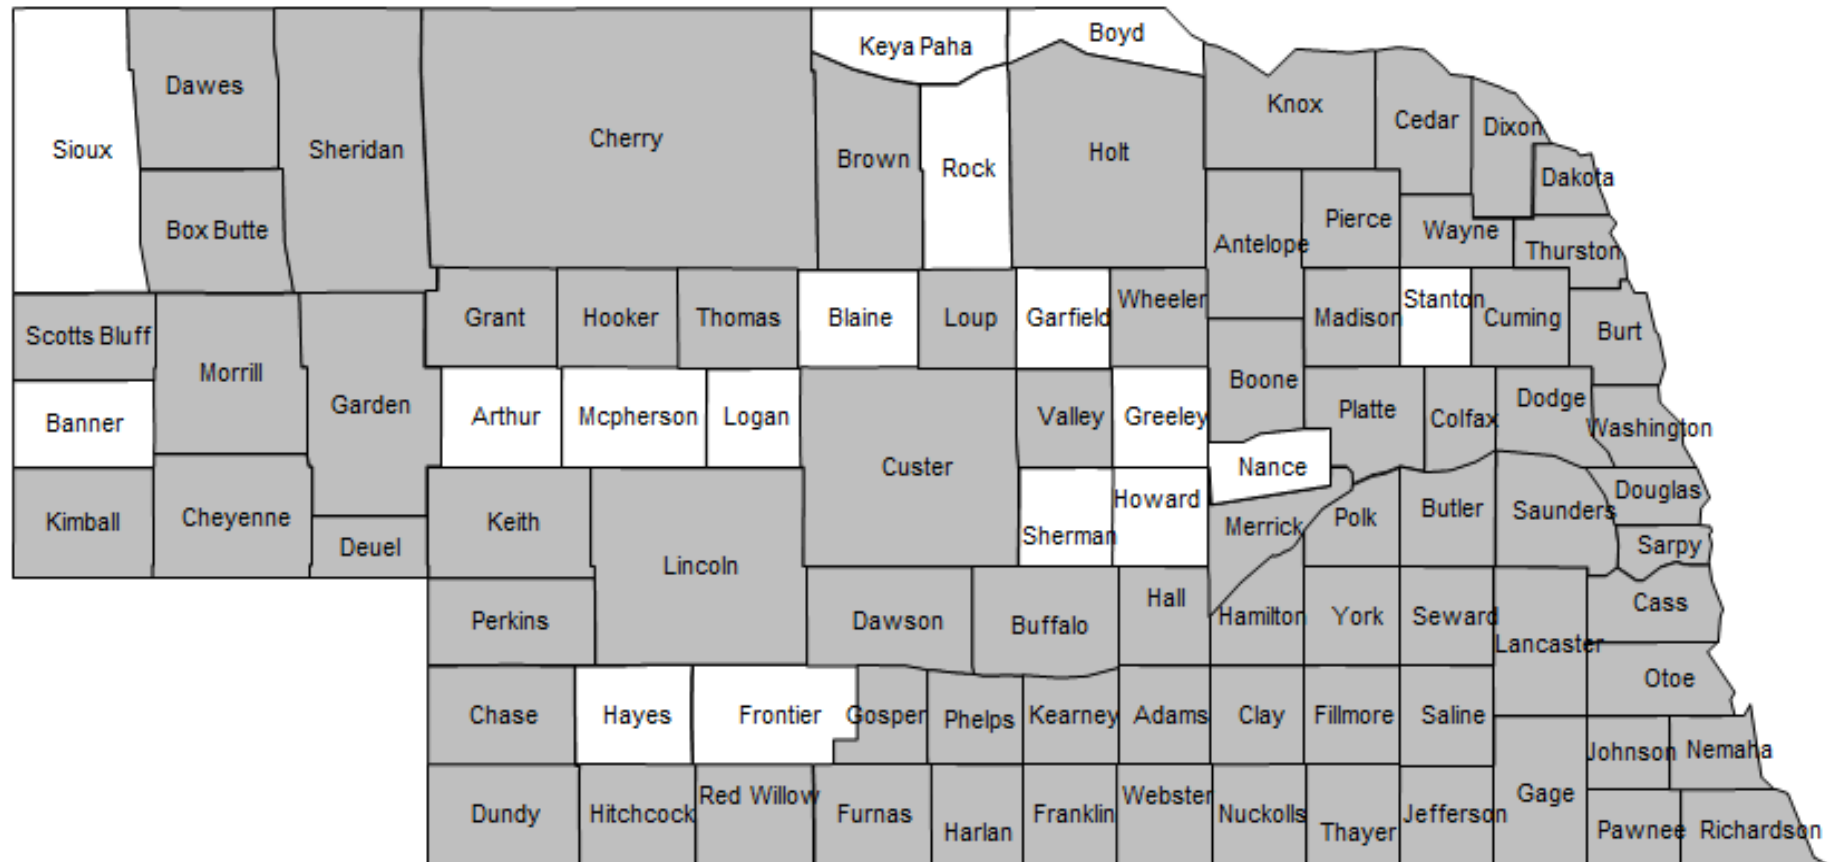 Keya Paha
Boyd
Dawes
Sioux
Sheridan
Cherry
Brown
Rock
Holt
Knox
Cedar
Dixon
Dakota
Box Butte
Antelope
Pierce
Wayne
Thurston
Scotts Bluff
Morrill
Garden
Grant
Hooker
Thomas
Blaine
Loup
Garfield
Wheeler
Madison
Stanton
Cuming
Burt
Banner
Arthur
Mcpherson
Logan
Custer
Valley
Greeley
Boone
Platte
Colfax
Dodge
Washington
Kimball
Cheyenne
Deuel
Keith
Lincoln
Sherman
Howard
Nance
Merrick
Polk
Butler
Saunders
Douglas
Sarpy
Perkins
Dawson
Buffalo
Hall
Hamilton
York
Seward
Lancaster
Cass
Otoe
Chase
Hayes
Frontier
Gosper
Phelps
Kearney
Adams
Clay
Fillmore
Saline
Johnson
Nemaha
Dundy
Hitchcock
Red Willow
Furnas
Harlan
Franklin
Webster
Nuckolls
Thayer
Jefferson
Gage
Pawnee
Richardson